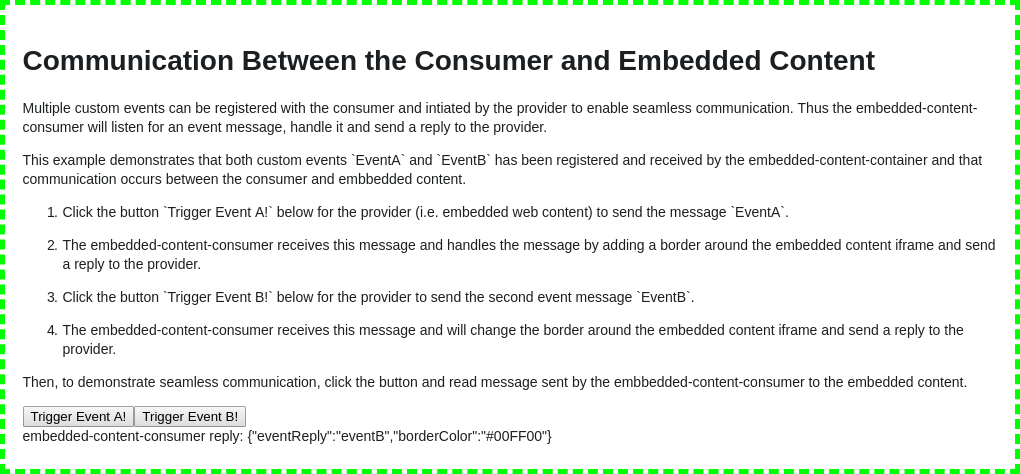 Communication Between the Consumer and Embedded Content
Multiple custom events can be registered with the consumer and intiated by the provider to enable seamless communication. Thus the embedded-content-
consumer will listen for an event message, handle it and send a reply to the provider.
This example demonstrates that both custom events `EventA` and `EventB` has been registered and received by the embedded-content-container and that
communication occurs between the consumer and embbedded content.
1. Click the button `Trigger Event A!` below for the provider (i.e. embedded web content) to send the message `EventA`.
2. The embedded-content-consumer receives this message and handles the message by adding a border around the embedded content iframe and send
a reply to the provider.
3. Click the button `Trigger Event B!` below for the provider to send the second event message `EventB`.
4. The embedded-content-consumer receives this message and will change the border around the embedded content iframe and send a reply to the
provider.
Then, to demonstrate seamless communication, click the button and read message sent by the embbedded-content-consumer to the embedded content.
Trigger Event A! Trigger Event B!
embedded-content-consumer reply: {"eventReply":"eventB","borderColor":"#00FF00"}